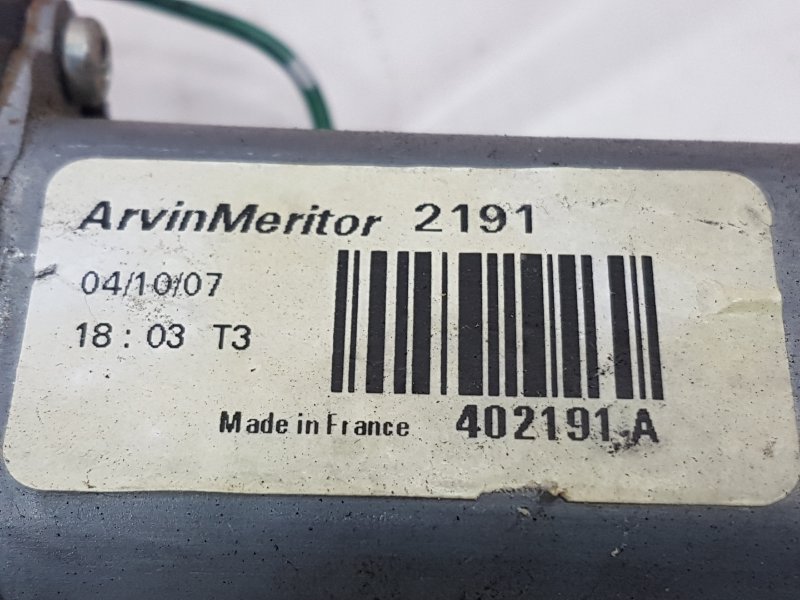 ArvinMeritor 2191
04/10/07
18 : 03 T3
Made in France 402191-A